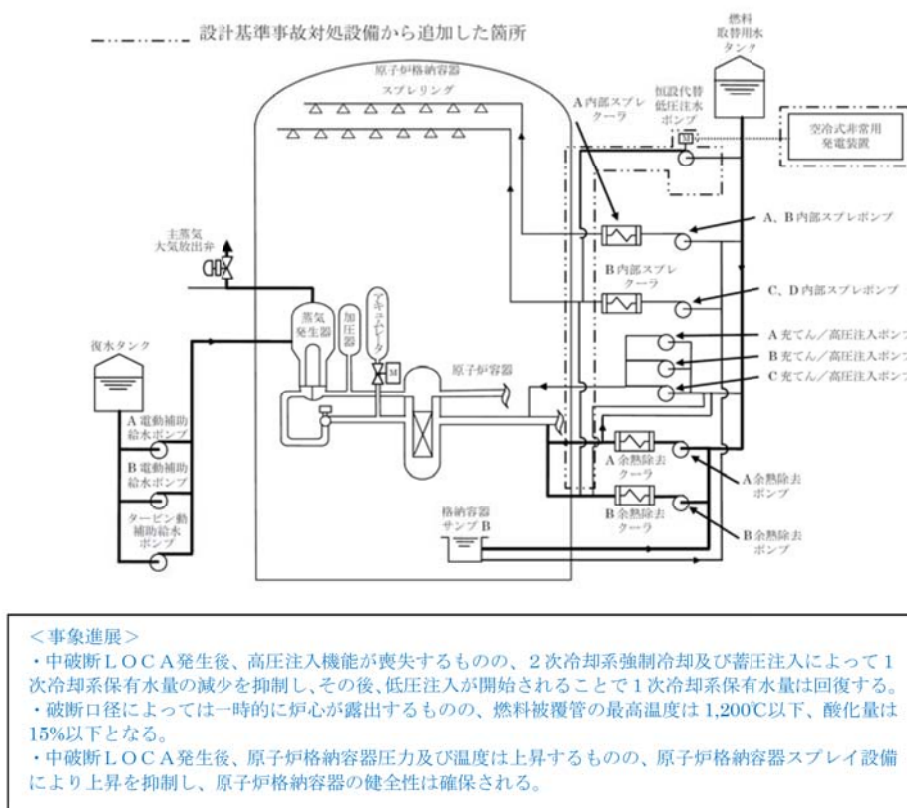 設計基準事故対処設備から追加した箇所
燃料
取替用水
タンク
原子炉格納容器
スプレリング
A内部スプレ
クーラ
恒設代替
低圧注水
ポンプ
M
空冷式非常用
発電装置
主蒸気
大気放出弁
A、B内部スプレポンプ
B内部スプレ
クーラ
C、D内部スプレポンプ
蒸気
発生器
加圧器
アキュムレータ
M
原子炉容器
A充てん/高圧注入ポンプ
B充てん/高圧注入ポンプ
C充てん/高圧注入ポンプ
復水タンク
A電動補助
給水ポンプ
B電動補助
給水ポンプ
タービン動
補助給水
ポンプ
A余熱除去
クーラ
A余熱除去
ポンプ
B余熱除去
クーラ
B余熱除去
ポンプ
格納容器
サンプB
<事象進展>
・中破断LOCA発生後、高圧注入機能が喪失するものの、2次冷却系強制冷却及び蓄圧注入によって1
次冷却系保有水量の減少を抑制し、その後、低圧注入が開始されることで1次冷却系保有水量は回復する。
・破断口径によっては一時的に炉心が露出するものの、燃料被覆管の最高温度は1,200℃以下、酸化量は
15%以下となる。
・中破断LOCA発生後、原子炉格納容器圧力及び温度は上昇するものの、原子炉格納容器スプレイ設備
により上昇を抑制し、原子炉格納容器の健全性は確保される。